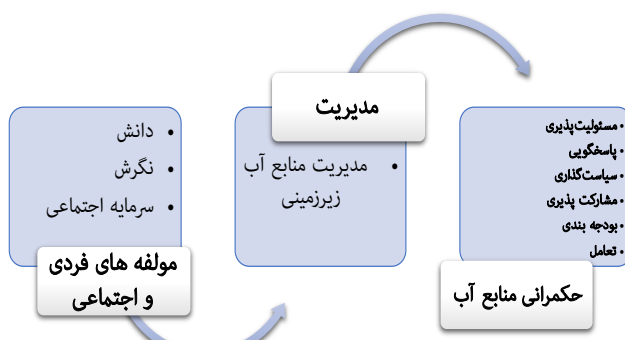 • مسئولیت‌پذیری
• پاسخگویی
• سیاست‌گذاری
• مشارکت پذیری
• بودجه بندی
• تعامل
حکمرانی منابع آب
مدیریت
• مدیریت منابع آب
زیرزمینی
• دانش
• نگرش
• سرمایه اجتماعی
مولفه های فردی
و اجتماعی